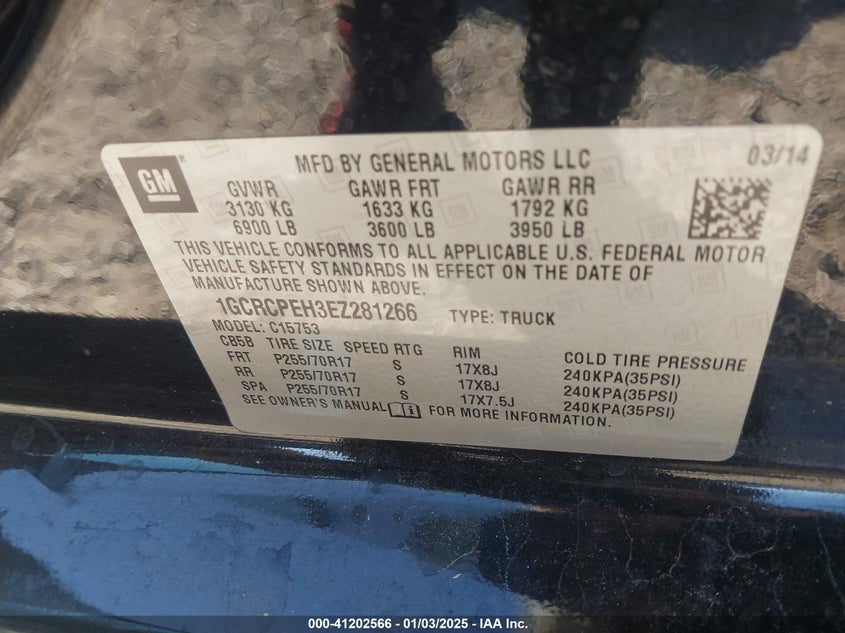 GM
MFD BY GENERAL MOTORS LLC 03/14
GVWR GAWR FRT GAWR RR
3130 KG 1633 KG 1792 KG
6900 LB 3600 LB 3950 LB
THIS VEHICLE CONFORMS TO ALL APPLICABLE U.S. FEDERAL MOTOR
VEHICLE SAFETY STANDARDS IN EFFECT ON THE DATE OF
MANUFACTURE SHOWN ABOVE.
1GCRCPEH3EZ281266 TYPE: TRUCK
MODEL: C15753
CB5B TIRE SIZE SPEED RTG RIM COLD TIRE PRESSURE
FRT P255/70R17 S 17X8J 240KPA(35PSI)
RR P255/70R17 S 17X8J 240KPA(35PSI)
SPA P255/70R17 S 17X7.5J 240KPA(35PSI)
SEE OWNER'S MANUAL FOR MORE INFORMATION.
000-41202566 - 01/03/2025 - IAA Inc.